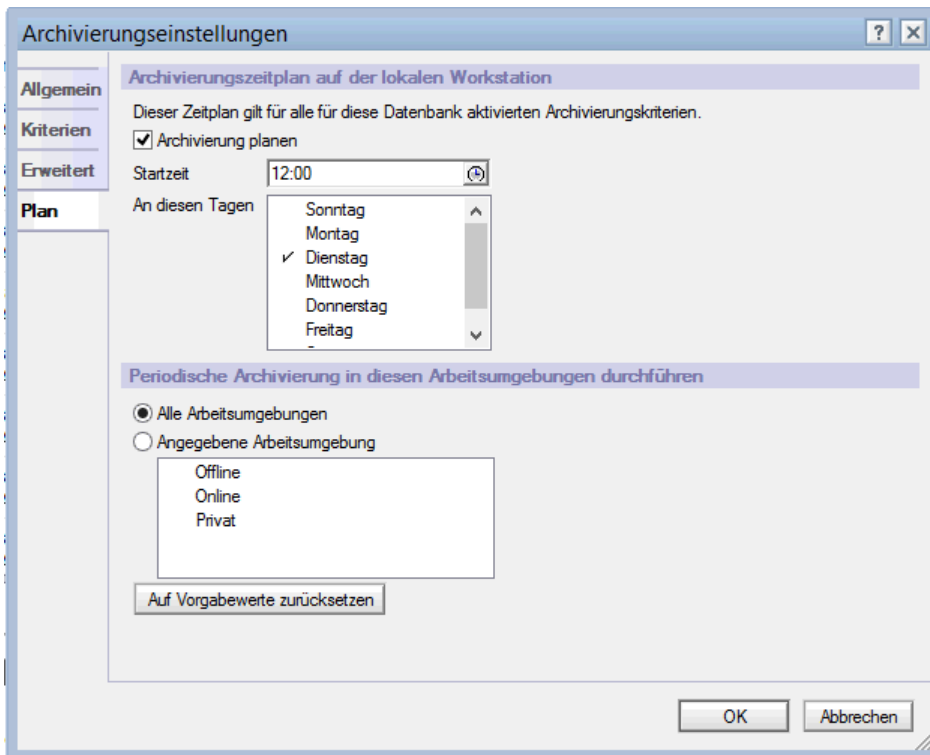 Archivierungseinstellungen
Allgemein
Kriterien
Erweitert
Plan
Archivierungszeitplan auf der lokalen Workstation
Dieser Zeitplan gilt für alle für diese Datenbank aktivierten Archivierungskriterien.
Archivierung planen
Startzeit 12:00
An diesen Tagen
Sonntag
Montag
Dienstag
Mittwoch
Donnerstag
Freitag
Periodische Archivierung in diesen Arbeitsumgebungen durchführen
Alle Arbeitsumgebungen
Angegebene Arbeitsumgebung
Offline
Online
Privat
Auf Vorgabewerte zurücksetzen
OK Abbrechen